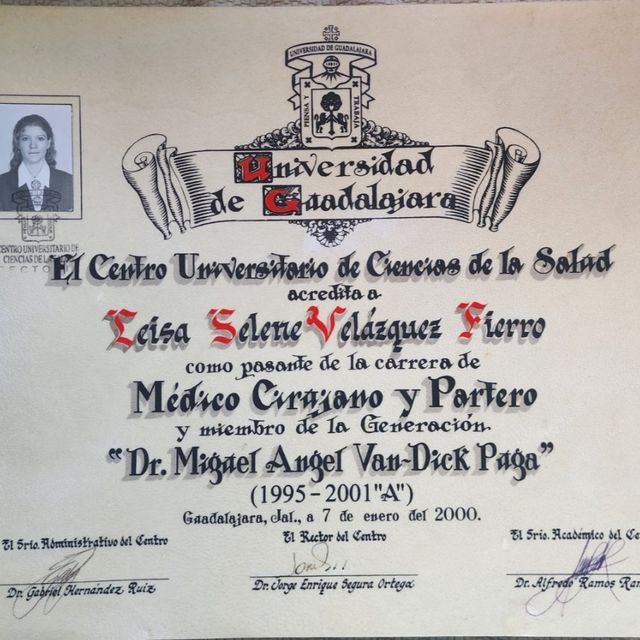 UNIVERSIDAD DE GUADALAJARA
PIENSA Y TRABAJA
Universidad
de Guadalajara
CENTRO UNIVERSITARIO DE
CIENCIAS DE LA
El Centro Universitario de Ciencias de la Salud
acredita a
Leisa Selene Velázquez Fierro
como pasante de la carrera de
Médico Cirujano y Partero
y miembro de la Generación.
"Dr. Miguel Angel Van-Dick Puga"
(1995-2001"A")
Guadalajara, Jal., a 7 de enero del 2000.
El Srio. Administrativo del Centro
El Rector del Centro
El Srio. Académico del Ce
Dr. Gabriel Hernández Ruiz
Dr. Jorge Enrique Segura Ortega
Dr. Alfredo Ramos Ram